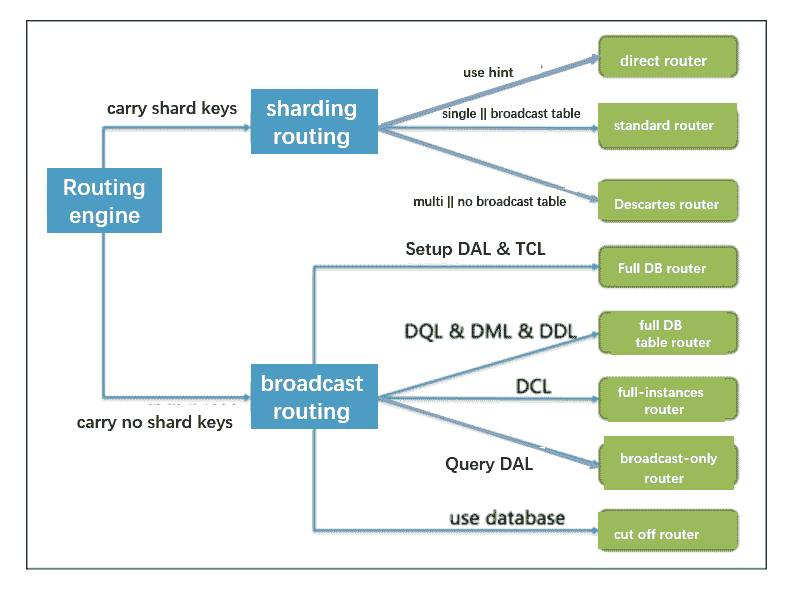 use hint
direct router
carry shard keys
sharding
routing
single || broadcast table
standard router
Routing
engine
multi || no broadcast table
Descartes router
Setup DAL & TCL
Full DB router
DQL & DML & DDL
full DB
table router
broadcast
routing
DCL
full-instances
router
carry no shard keys
Query DAL
broadcast-only
router
use database
cut off router